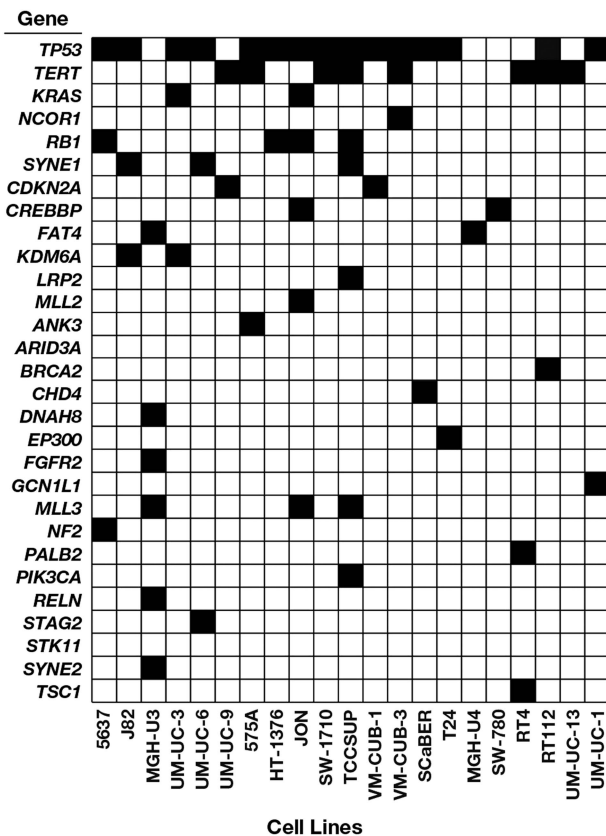 Gene
TP53
TERT
KRAS
NCOR1
RB1
SYNE1
CDKN2A
CREBBP
FAT4
KDM6A
LRP2
MLL2
ANK3
ARID3A
BRCA2
CHD4
DNAH8
EP300
FGFR2
GCN1L1
MLL3
NF2
PALB2
PIK3CA
RELN
STAG2
STK11
SYNE2
TSC1
5637
J82
MGH-U3
UM-UC-3
UM-UC-6
UM-UC-9
575A
HT-1376
JON
SW-1710
TCCSUP
VM-CUB-1
VM-CUB-3
SCaBER
T24
MGH-U4
SW-780
RT4
RT112
UM-UC-13
UM-UC-1
Cell Lines